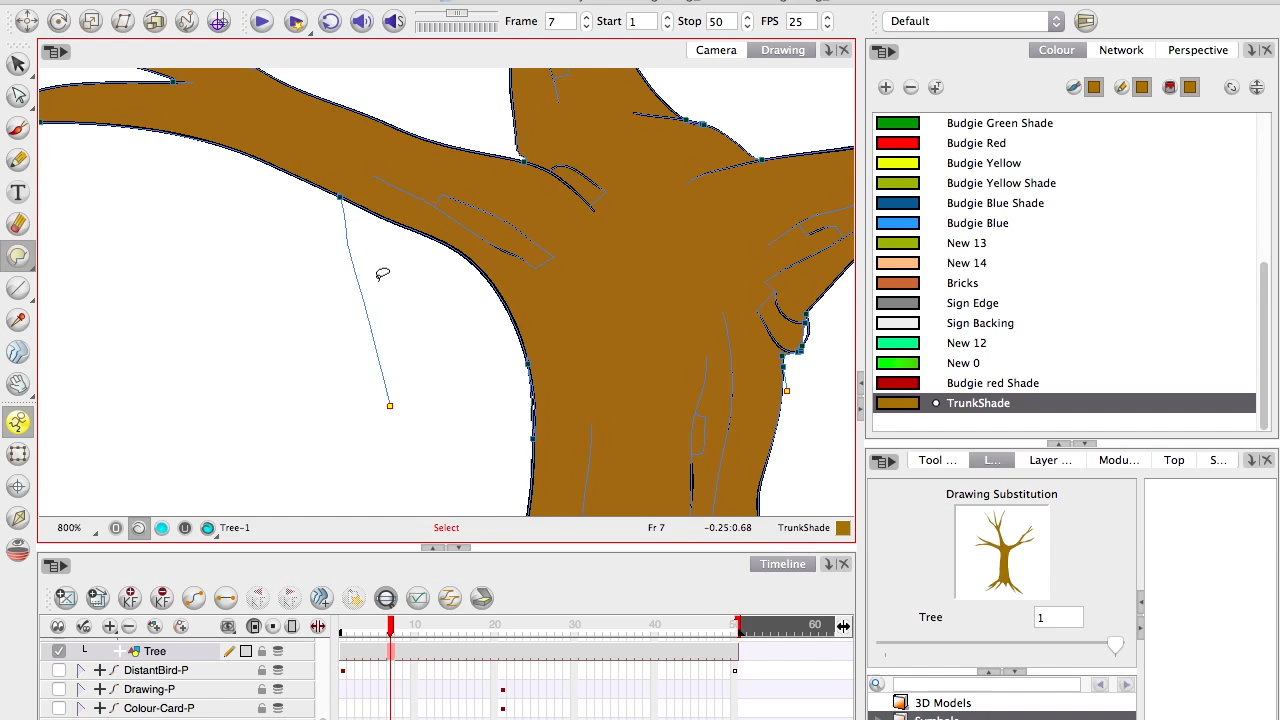 Frame 7 Start 1 Stop 50 FPS 25 Default
Camera Drawing
Colour Network Perspective
Budgie Green Shade
Budgie Red
Budgie Yellow
Budgie Yellow Shade
Budgie Blue Shade
Budgie Blue
New 13
New 14
Bricks
Sign Edge
Sign Backing
New 12
New 0
Budgie red Shade
TrunkShade
T
800% Tree-1 Select Fr 7 -0.25:0.68 TrunkShade
Tool ... L... Layer ... Modu... Top S...
Drawing Substitution
Tree 1
3D Models
Timeline
KF KF
10 20 30 40 60
Tree
DistantBird-P
Drawing-P
Colour-Card-P